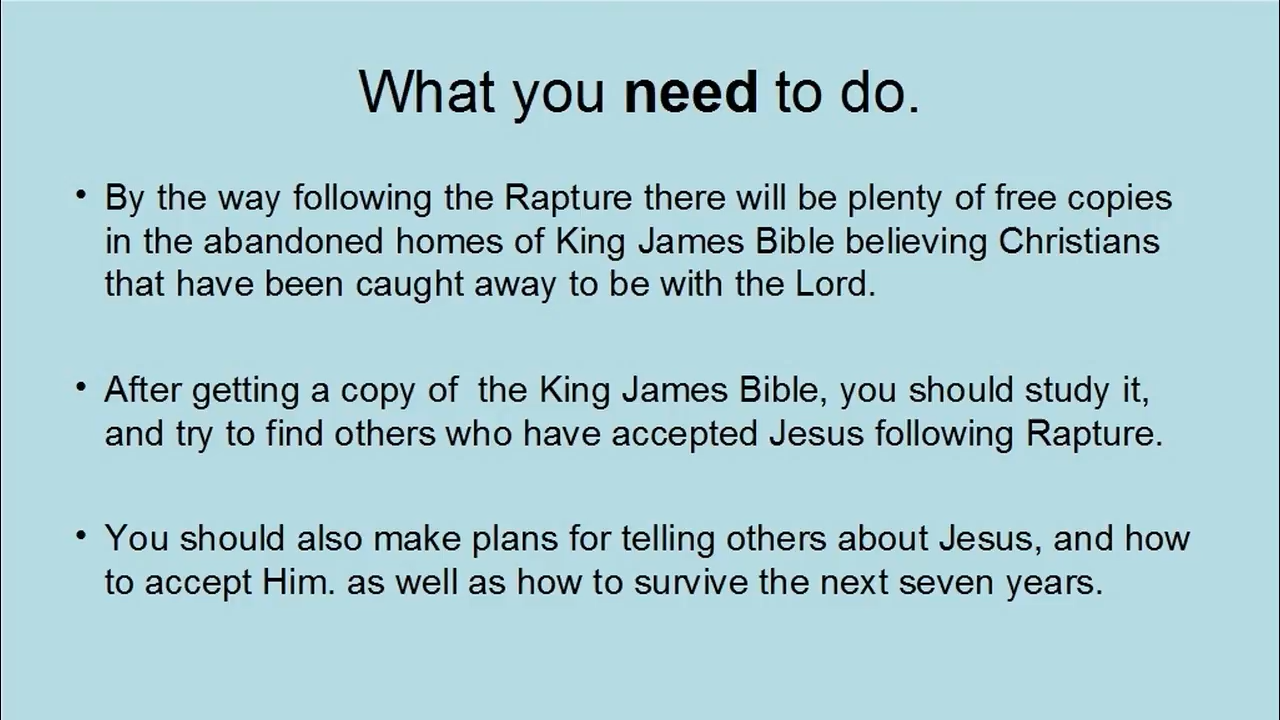 What you need to do.
• By the way following the Rapture there will be plenty of free copies
in the abandoned homes of King James Bible believing Christians
that have been caught away to be with the Lord.
• After getting a copy of  the King James Bible, you should study it,
and try to find others who have accepted Jesus following Rapture.
• You should also make plans for telling others about Jesus, and how
to accept Him. as well as how to survive the next seven years.